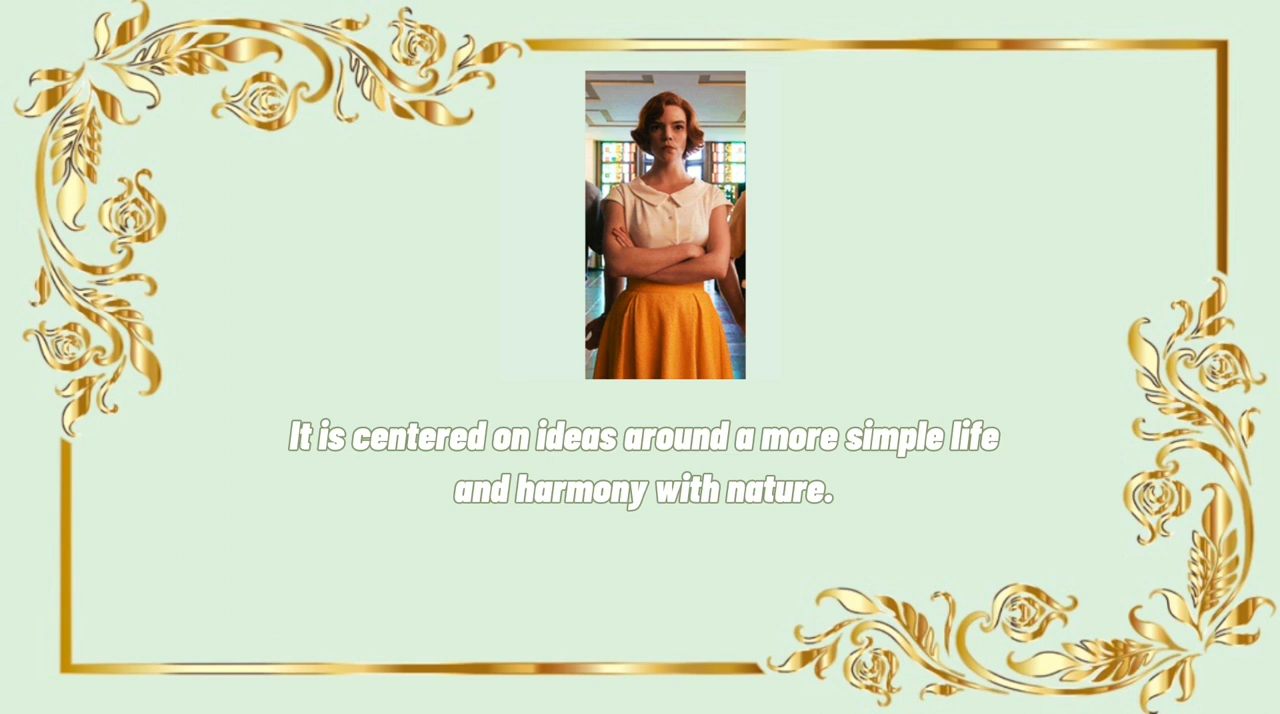 It is centered on ideas around a more simple life
and harmony with nature.